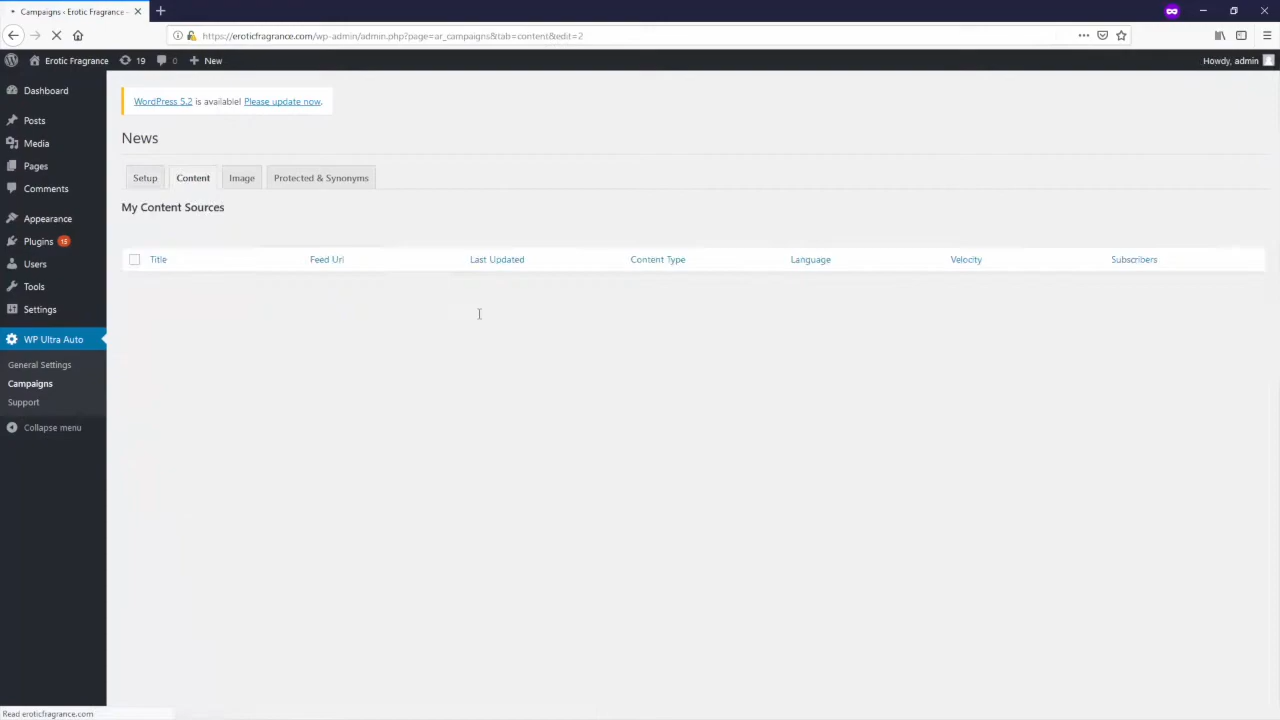 Campaigns ‹ Erotic Fragrance -
https://eroticfragrance.com/wp-admin/admin.php?page=ar_campaigns&tab=content&edit=2
Erotic Fragrance 19 0 New Howdy, admin
Dashboard
Posts
Media
Pages
Comments
Appearance
Plugins 15
Users
Tools
Settings
WP Ultra Auto
General Settings
Campaigns
Support
Collapse menu
WordPress 5.2 is available! Please update now.
News
Setup Content Image Protected & Synonyms
My Content Sources
Title Feed Url Last Updated Content Type Language Velocity Subscribers
Read eroticfragrance.com